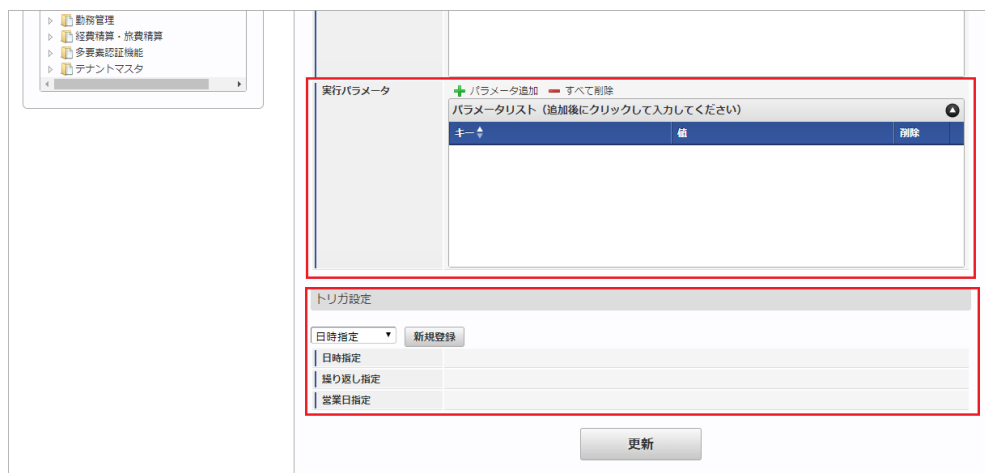 勤務管理
経費精算・旅費精算
多要素認証機能
テナントマスタ
実行パラメータ
パラメータ追加 すべて削除
パラメータリスト（追加後にクリックして入力してください）
キー 値 削除
トリガ設定
日時指定 新規登録
日時指定
繰り返し指定
営業日指定
更新